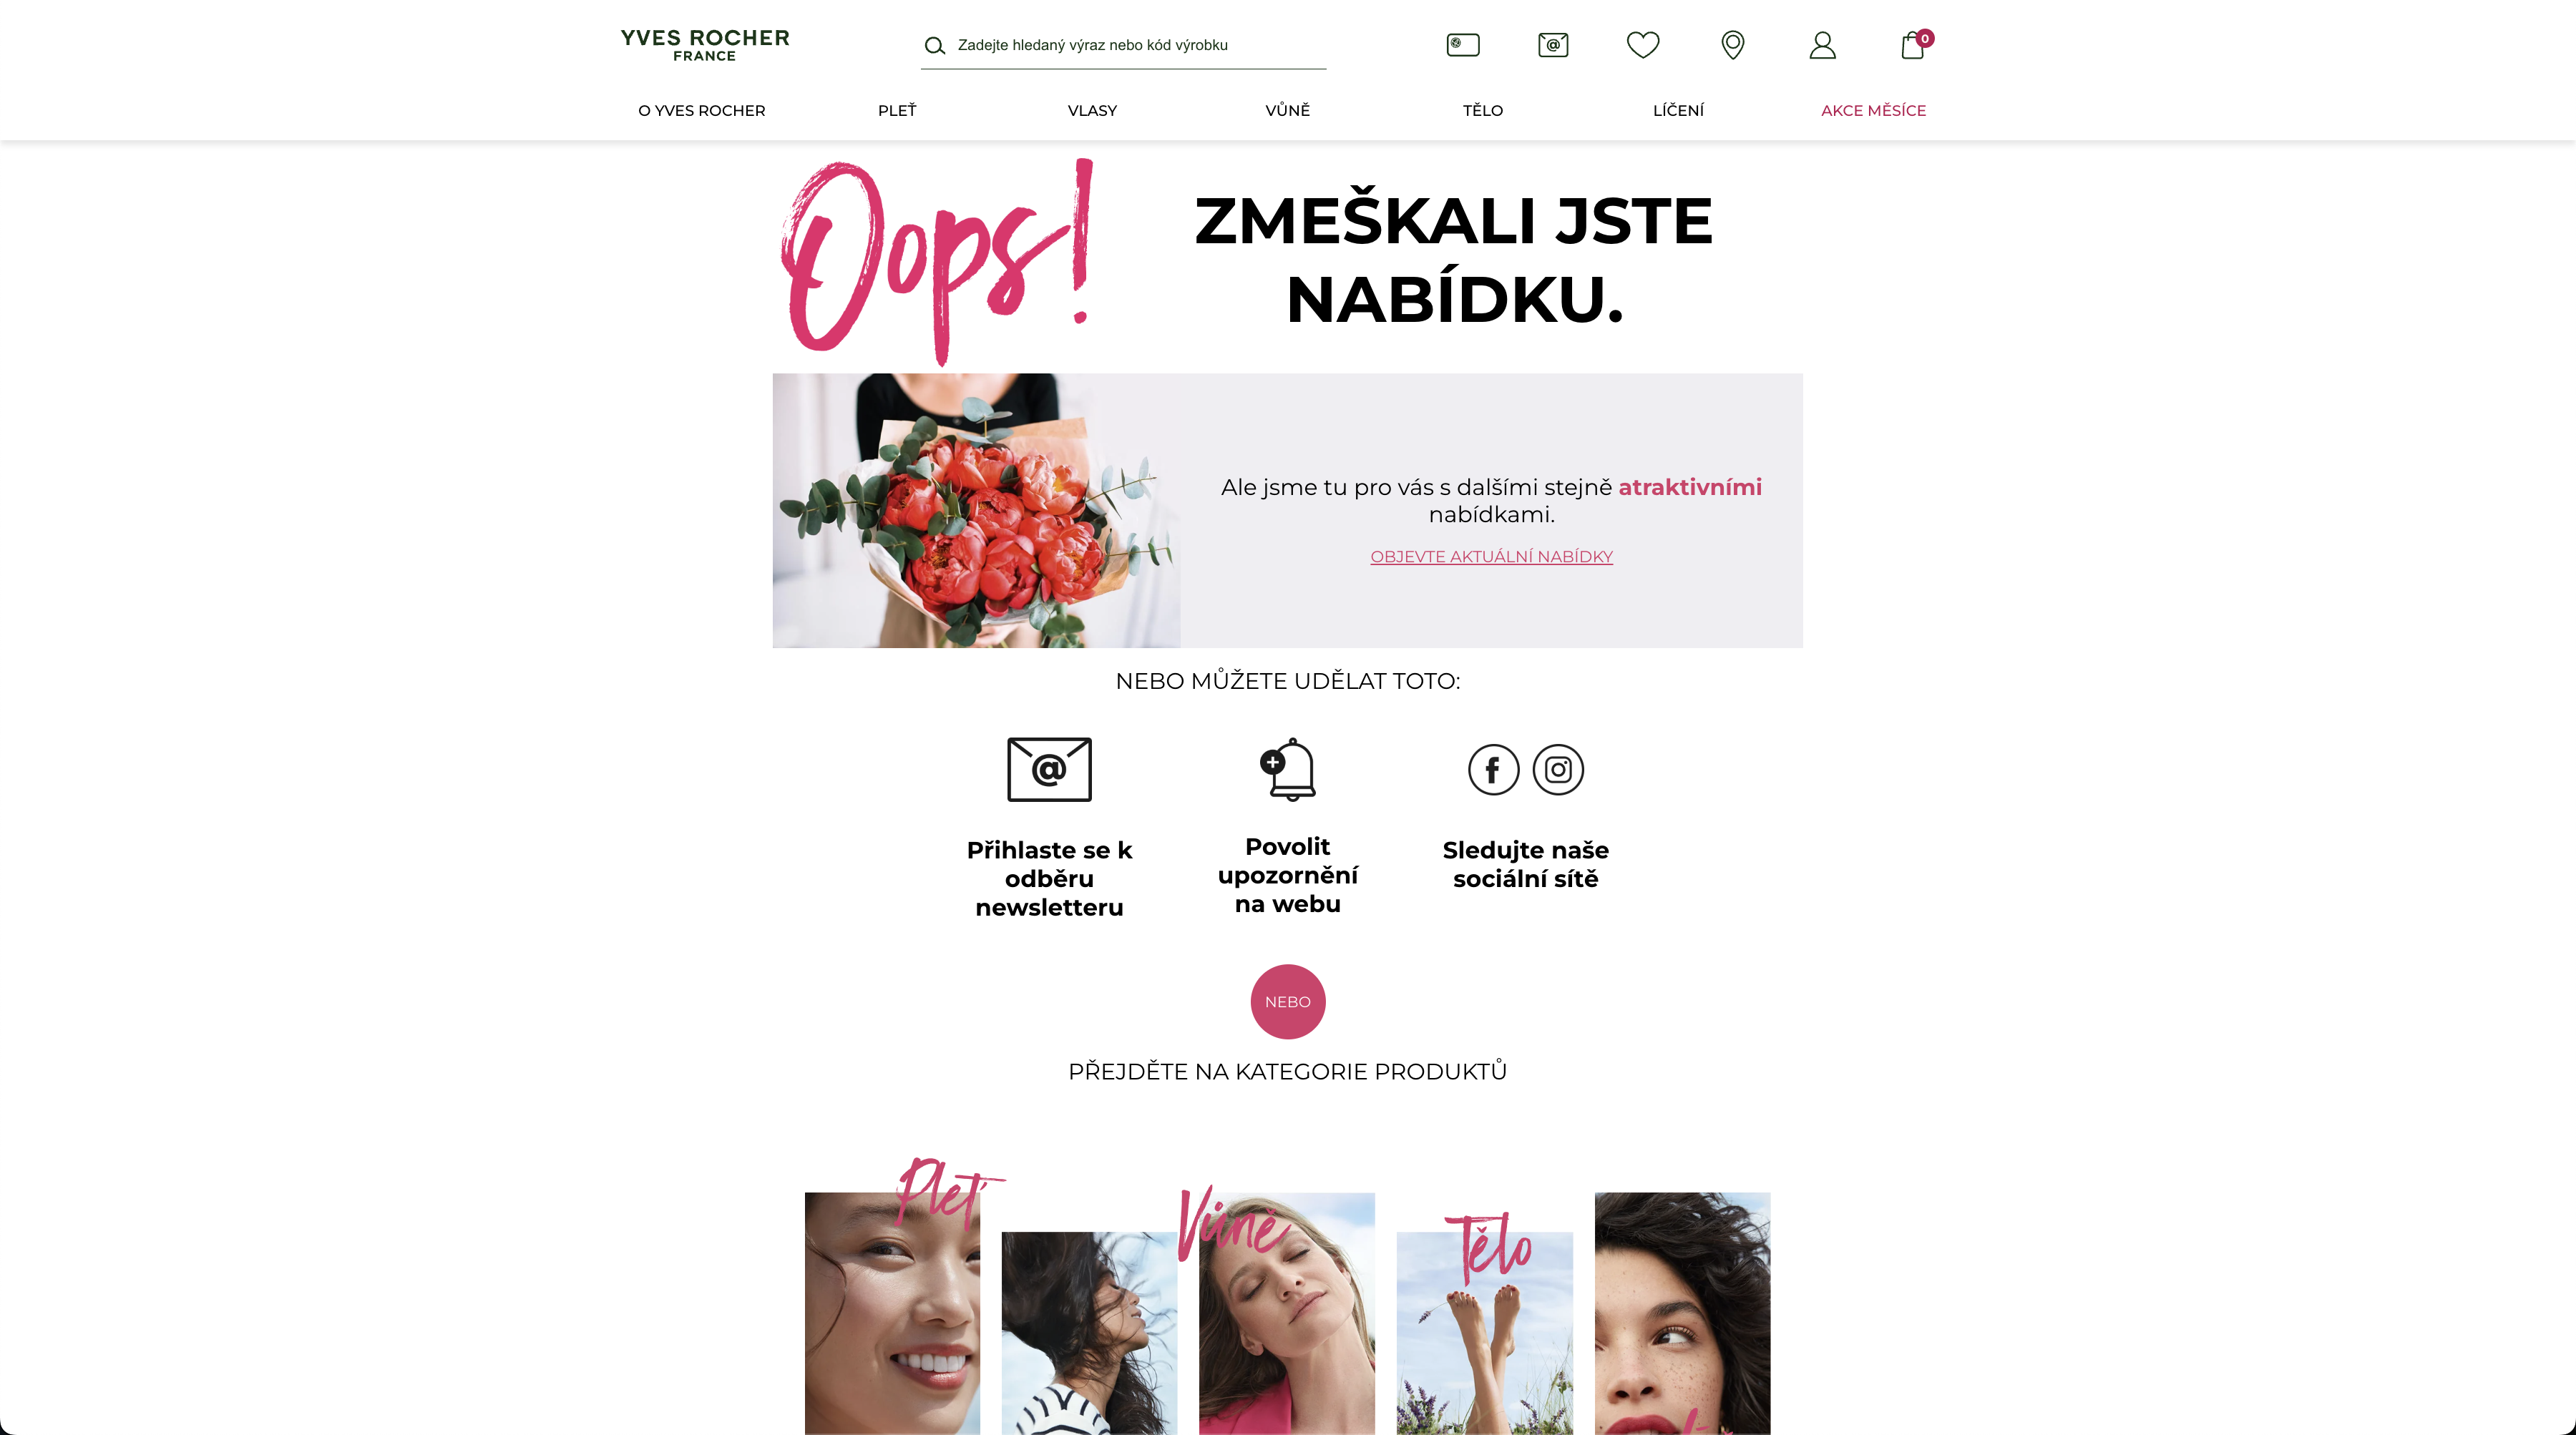 YVES ROCHER
FRANCE
Zadejte hledaný výraz nebo kód výrobku
@
0
O YVES ROCHER
PLEŤ
VLASY
VŮNĚ
TĚLO
LÍČENÍ
AKCE MĚSÍCE
Oops!
ZMEŠKALI JSTE
NABÍDKU.
Ale jsme tu pro vás s dalšími stejně atraktivními
nabídkami.
OBJEVTE AKTUÁLNÍ NABÍDKY
NEBO MŮŽETE UDĚLAT TOTO:
@
Přihlaste se k
odběru
newsletteru
Povolit
upozornění
na webu
Sledujte naše
sociální sítě
NEBO
PŘEJDĚTE NA KATEGORIE PRODUKTŮ
Pleť
Vůně
Tělo